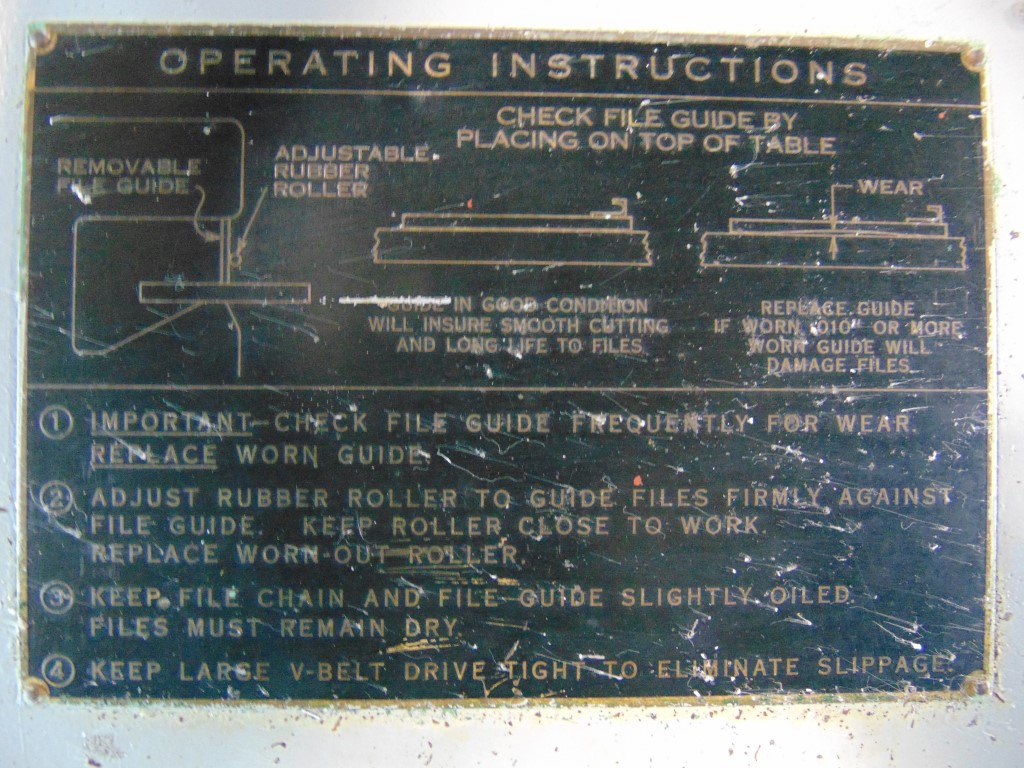 OPERATING INSTRUCTIONS
CHECK FILE GUIDE BY
PLACING ON TOP OF TABLE
REMOVABLE
FILE GUIDE
ADJUSTABLE
RUBBER
ROLLER
WEAR
GUIDE IN GOOD CONDITION
WILL INSURE SMOOTH CUTTING
AND LONG LIFE TO FILES
REPLACE GUIDE
IF WORN .010" OR MORE
WORN GUIDE WILL
DAMAGE FILES
1 IMPORTANT-CHECK FILE GUIDE FREQUENTLY FOR WEAR.
REPLACE WORN GUIDE.
2 ADJUST RUBBER ROLLER TO GUIDE FILES FIRMLY AGAINST
FILE GUIDE. KEEP ROLLER CLOSE TO WORK.
REPLACE WORN-OUT ROLLER.
3 KEEP FILE CHAIN AND FILE GUIDE SLIGHTLY OILED
FILES MUST REMAIN DRY
4 KEEP LARGE V-BELT DRIVE TIGHT TO ELIMINATE SLIPPAGE.